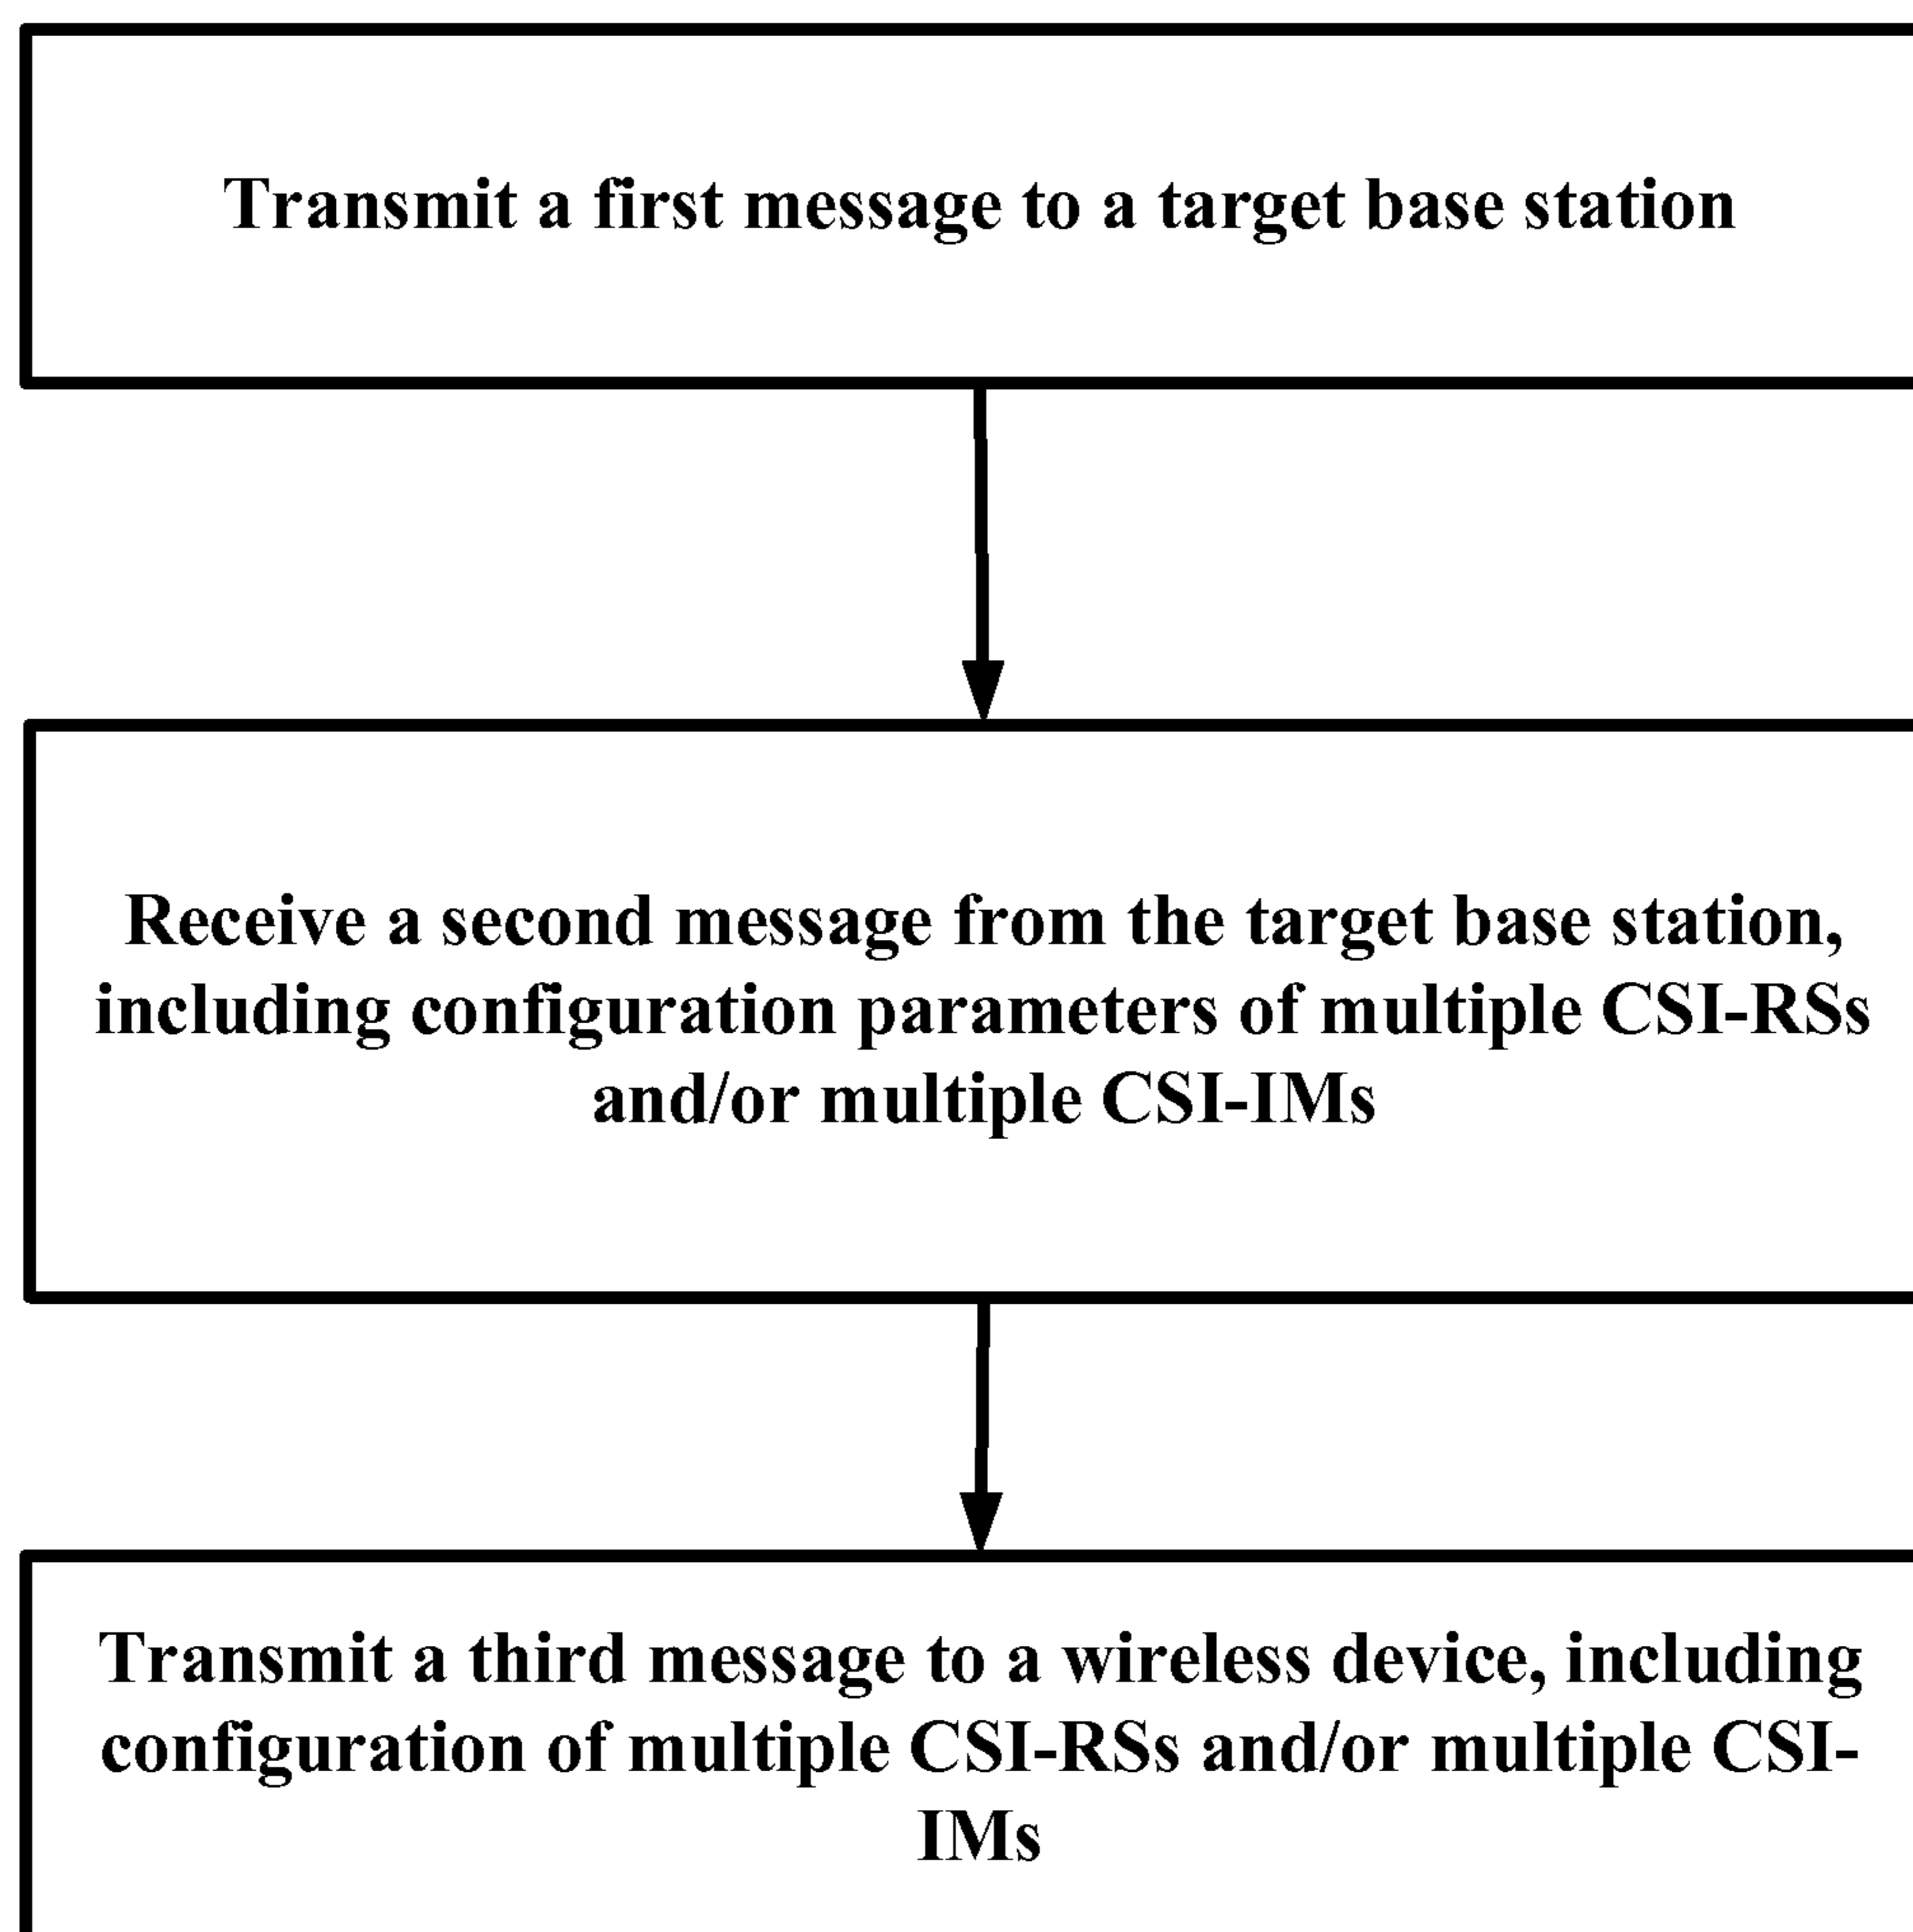 Transmit a first message to a target base station
Receive a second message from the target base station,
including configuration parameters of multiple CSI-RSs
and/or multiple CSI-IMs
Transmit a third message to a wireless device, including
configuration of multiple CSI-RSs and/or multiple CSI-
IMs